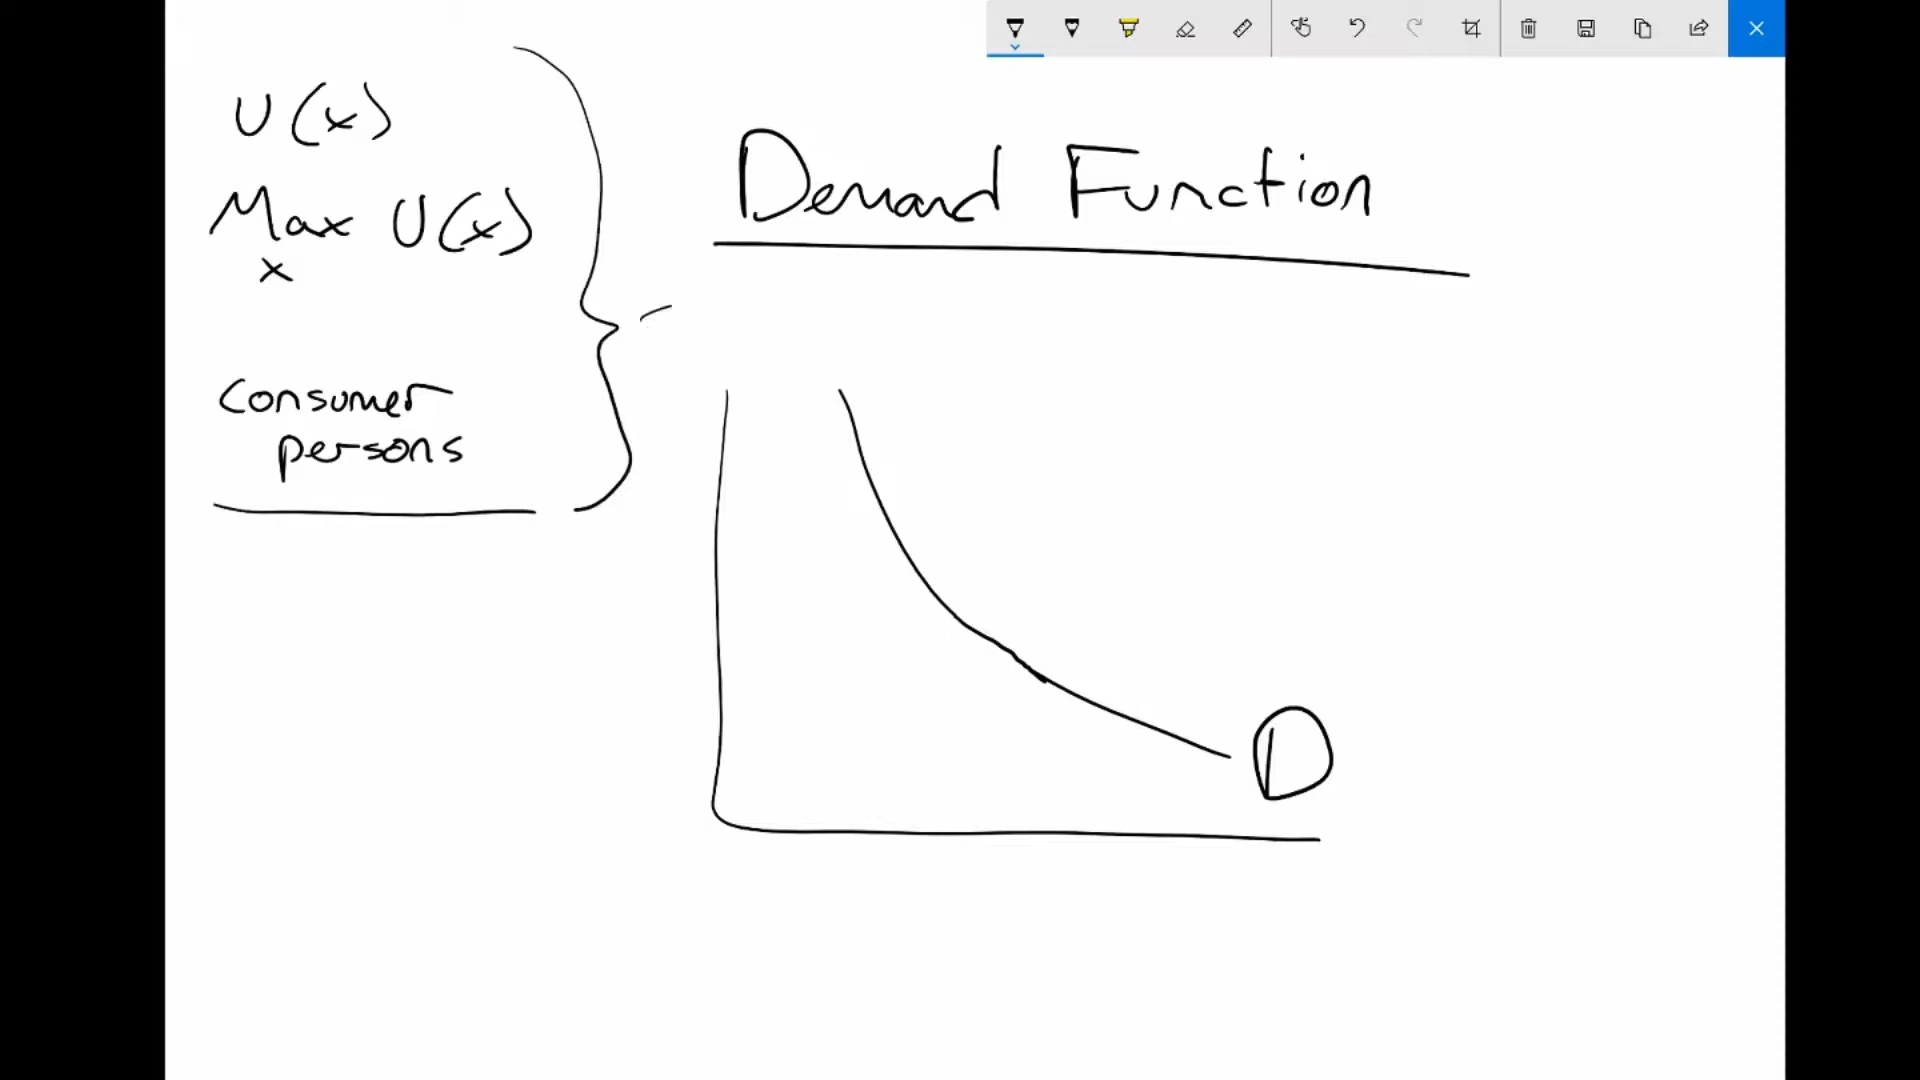 U(x)
Max U(x)
x
Consumer
persons
Demand Function
D